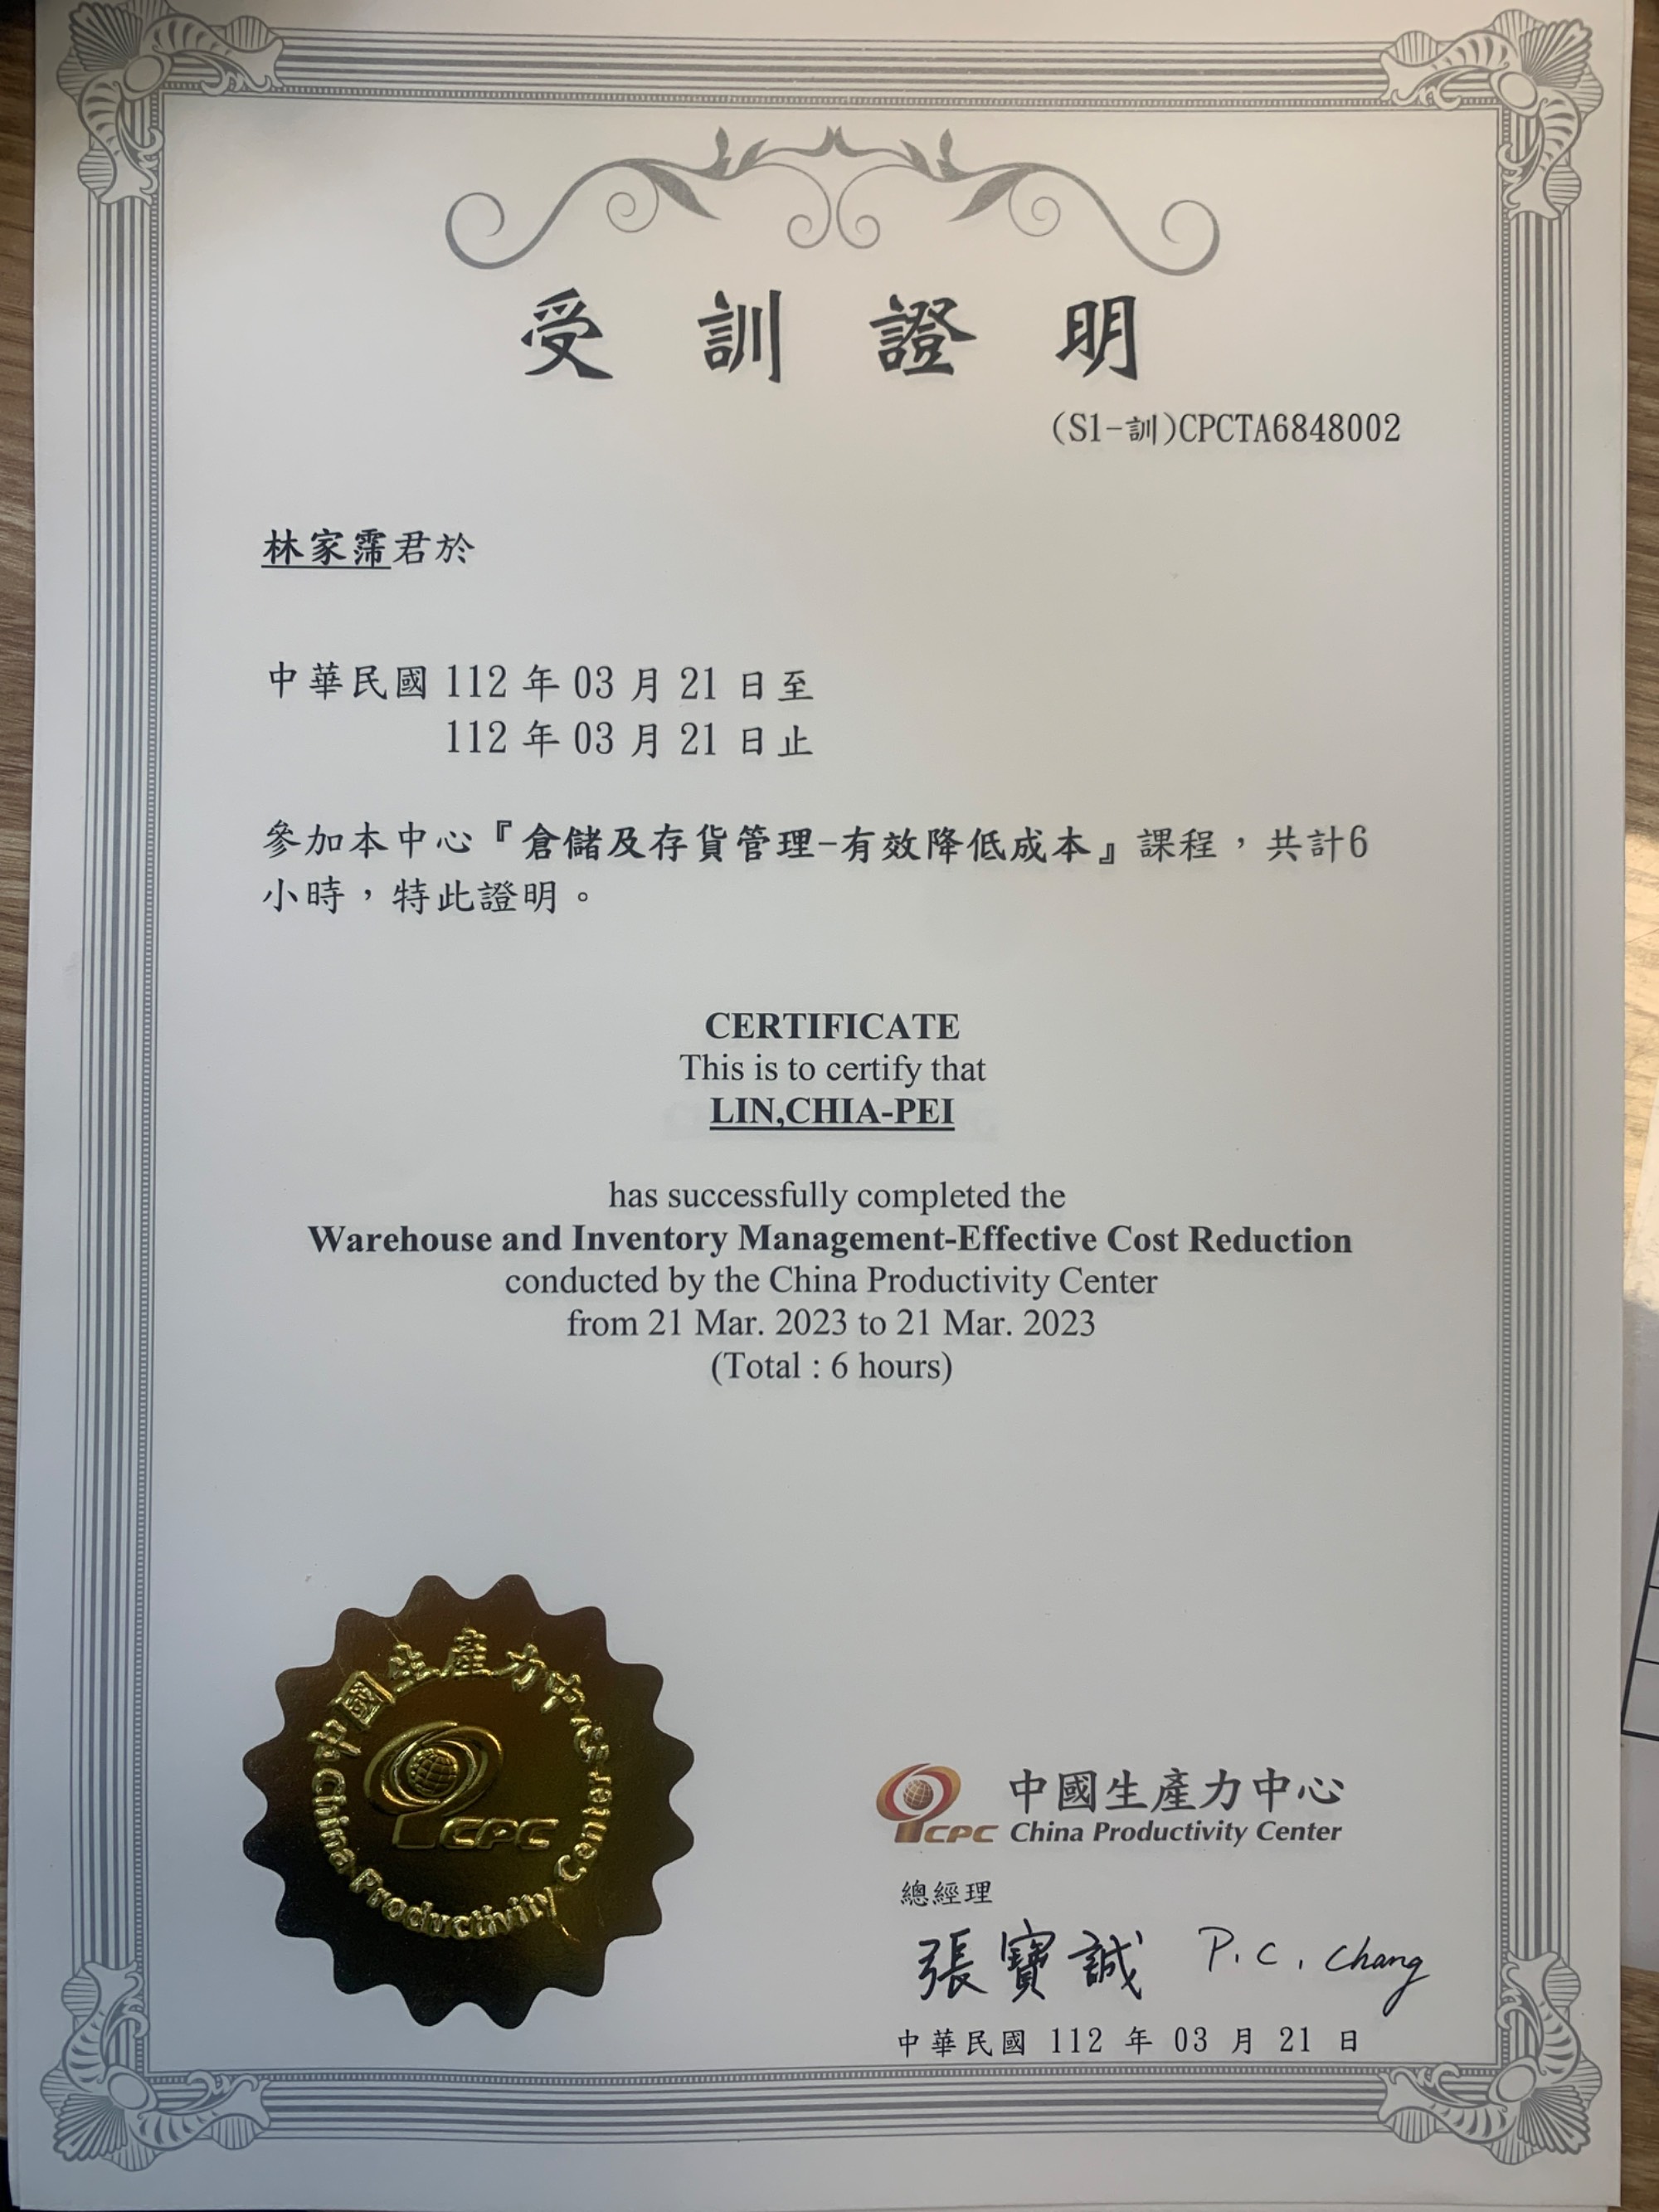 受訓證明
(S1-訓)CPCTA6848002
林家霈君於
中華民國 112 年 03 月 21 日至
112 年 03 月 21 日止
參加本中心『倉儲及存貨管理-有效降低成本』課程，共計6
小時，特此證明。
CERTIFICATE
This is to certify that
LIN,CHIA-PEI
has successfully completed the
Warehouse and Inventory Management-Effective Cost Reduction
conducted by the China Productivity Center
from 21 Mar. 2023 to 21 Mar. 2023
(Total : 6 hours)
中國生產力中心
CPC
China Productivity Center
中國生產力中心
CPC China Productivity Center
總經理
張寶誠 P.C. Chang
中華民國 112 年 03 月 21 日